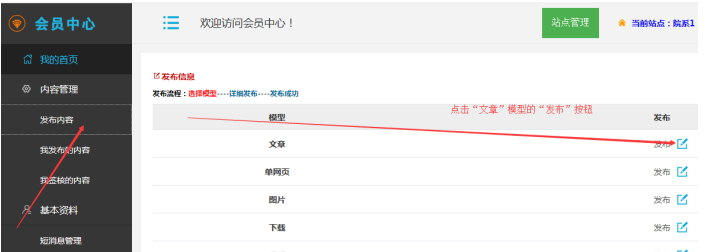 会员中心
欢迎访问会员中心！
站点管理
当前站点：院系1
我的首页
内容管理
发布内容
我发布的内容
我签核的内容
基本资料
短消息管理
发布信息
发布流程：选择模型----详细发布----发布成功
点击“文章”模型的“发布”按钮
模型 发布
文章 发布
单网页 发布
图片 发布
下载 发布